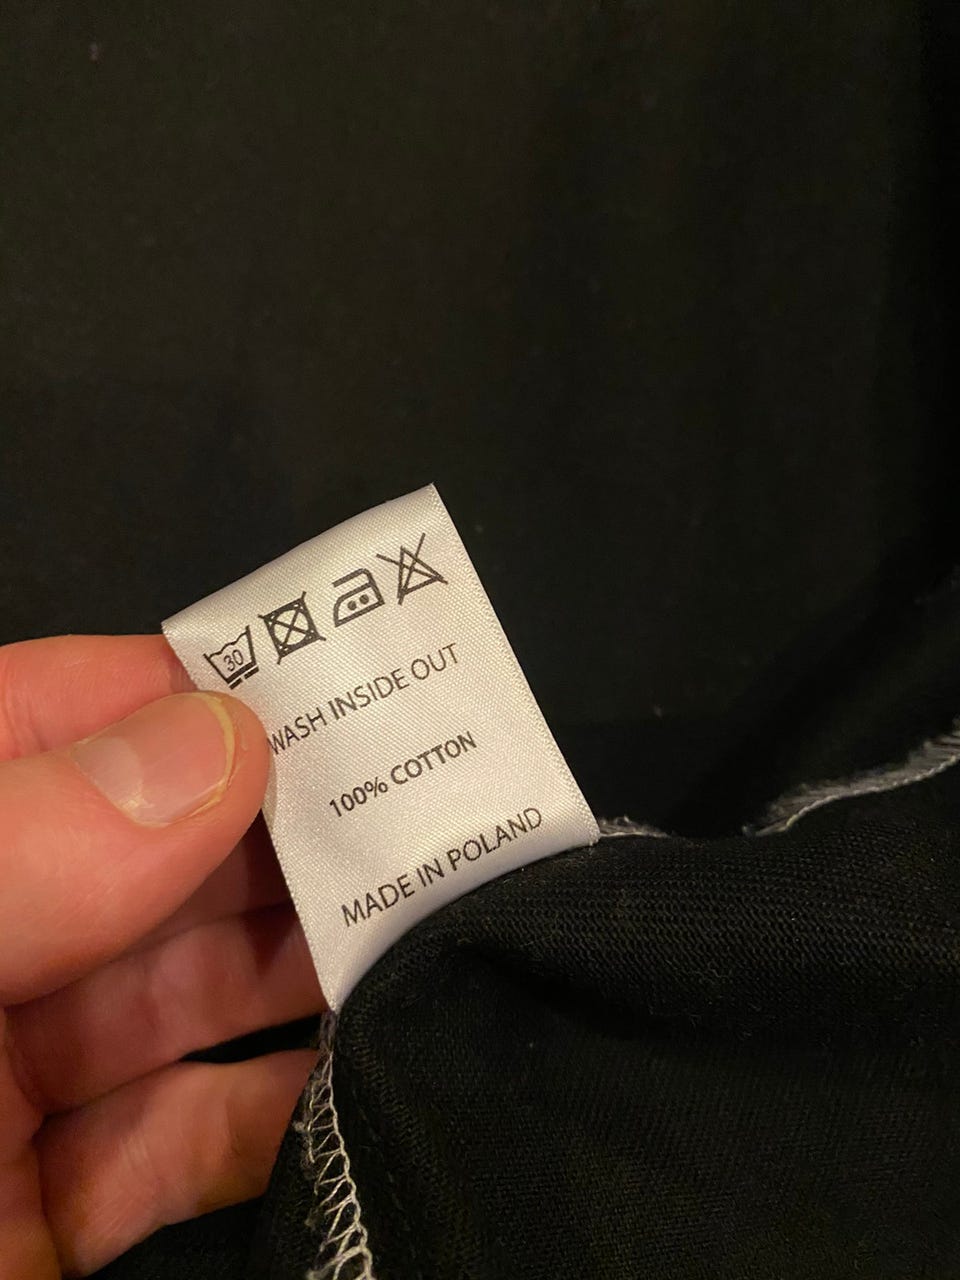 30
WASH INSIDE OUT
100% COTTON
MADE IN POLAND